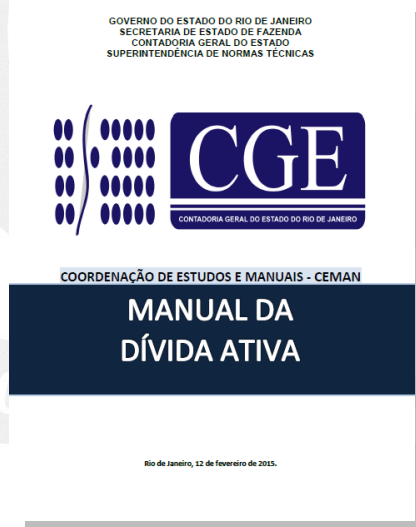 GOVERNO DO ESTADO DO RIO DE JANEIRO
SECRETARIA DE ESTADO DE FAZENDA
CONTADORIA GERAL DO ESTADO
SUPERINTENDÊNCIA DE NORMAS TÉCNICAS
CGE
CONTADORIA GERAL DO ESTADO DO RIO DE JANEIRO
COORDENAÇÃO DE ESTUDOS E MANUAIS - CEMAN
MANUAL DA
DÍVIDA ATIVA
Rio de Janeiro, 12 de fevereiro de 2015.